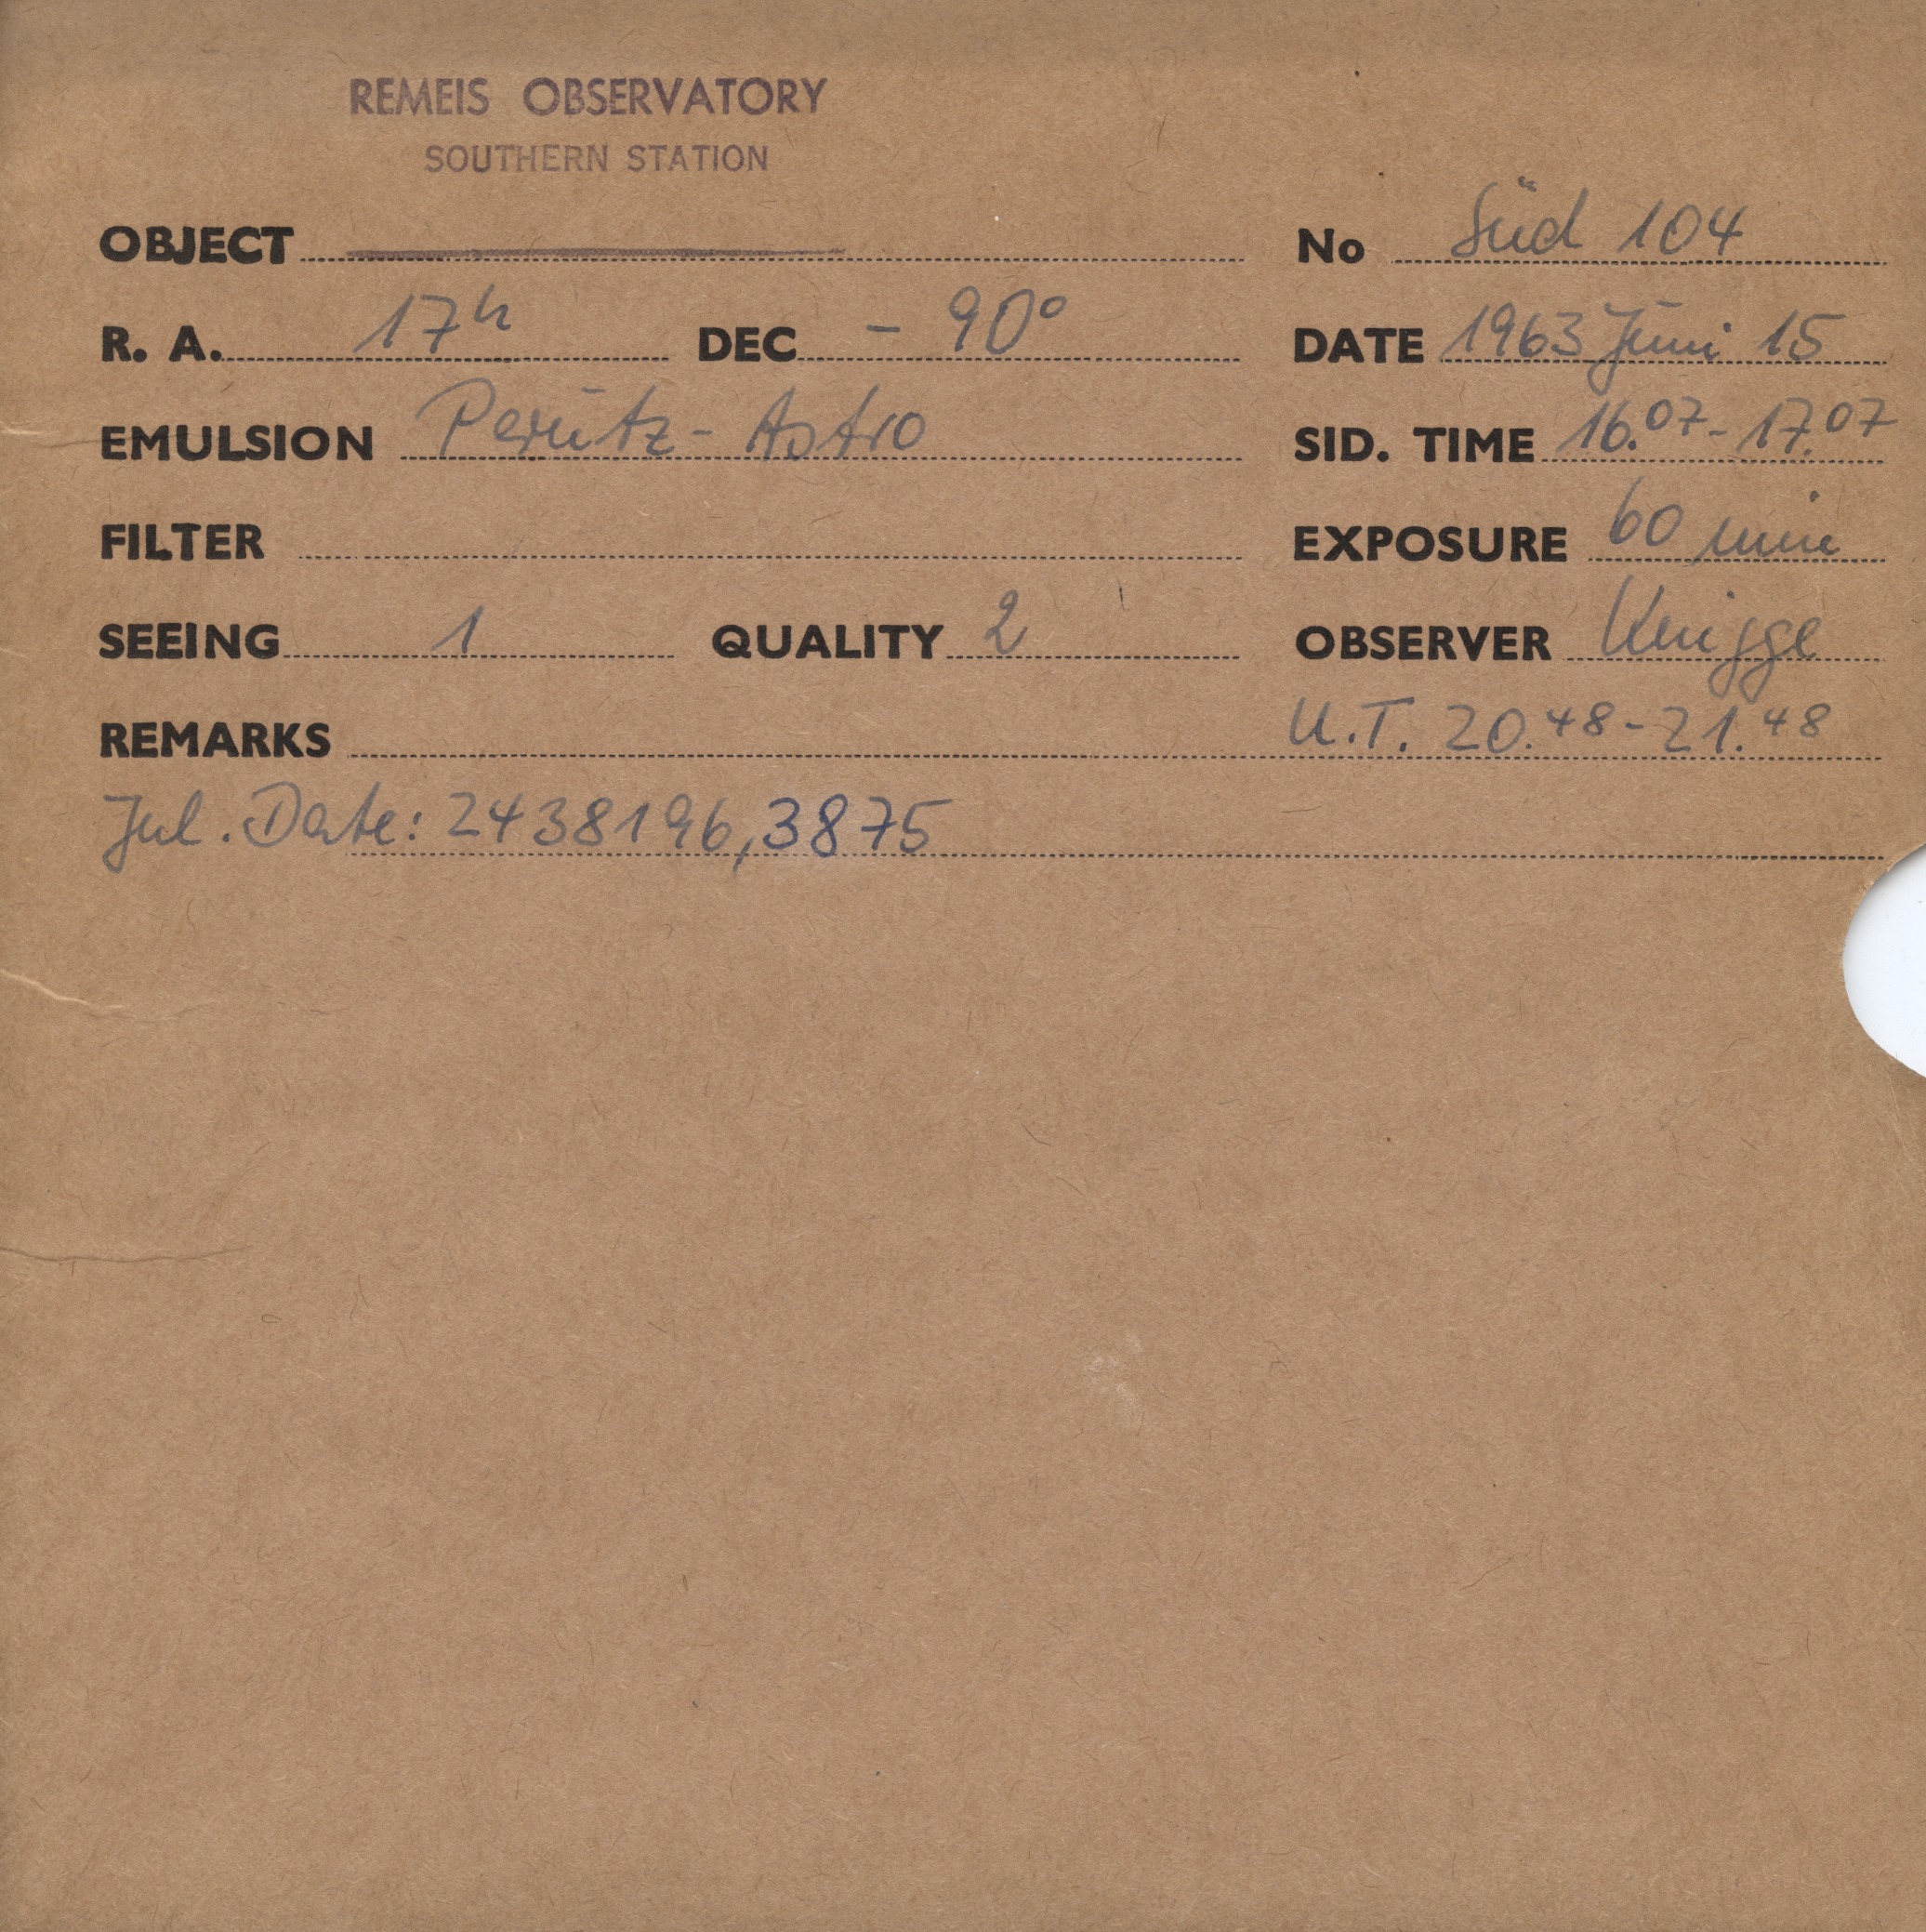 REMEIS OBSERVATORY
SOUTHERN STATION
OBJECT No Süd 104
R. A. 17h DEC - 90° DATE 1963 Juni 15
EMULSION Perutz-Astro SID. TIME 16.07-17.07
FILTER EXPOSURE 60 min
SEEING 1 QUALITY 2 OBSERVER Knigge
REMARKS U.T. 20.48-21.48
Jul. Date: 2438196,3875